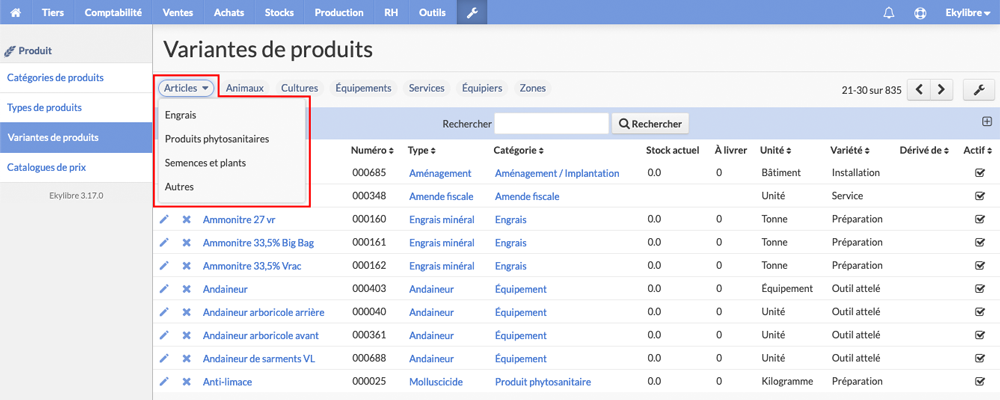 Tiers Comptabilité Ventes Achats Stocks Production RH Outils Ekylibre
Produit
Catégories de produits
Types de produits
Variantes de produits
Catalogues de prix
Ekylibre 3.17.0
Variantes de produits
Articles Animaux Cultures Équipements Services Équipiers Zones 21-30 sur 835
Engrais
Produits phytosanitaires
Semences et plants
Autres
Rechercher Rechercher
Numéro Type Catégorie Stock actuel À livrer Unité Variété Dérivé de Actif
000685 Aménagement Aménagement / Implantation 0.0 0 Bâtiment Installation
000348 Amende fiscale Amende fiscale Unité Service
Ammonitre 27 vr 000160 Engrais minéral Engrais 0.0 0 Tonne Préparation
Ammonitre 33,5% Big Bag 000161 Engrais minéral Engrais 0.0 0 Tonne Préparation
Ammonitre 33,5% Vrac 000162 Engrais minéral Engrais 0.0 0 Tonne Préparation
Andaineur 000403 Andaineur Équipement 0.0 0 Équipement Outil attelé
Andaineur arboricole arrière 000040 Andaineur Équipement 0.0 0 Unité Outil attelé
Andaineur arboricole avant 000361 Andaineur Équipement 0.0 0 Unité Outil attelé
Andaineur de sarments VL 000688 Andaineur Équipement 0.0 0 Unité Outil attelé
Anti-limace 000025 Molluscicide Produit phytosanitaire 0.0 0 Kilogramme Préparation